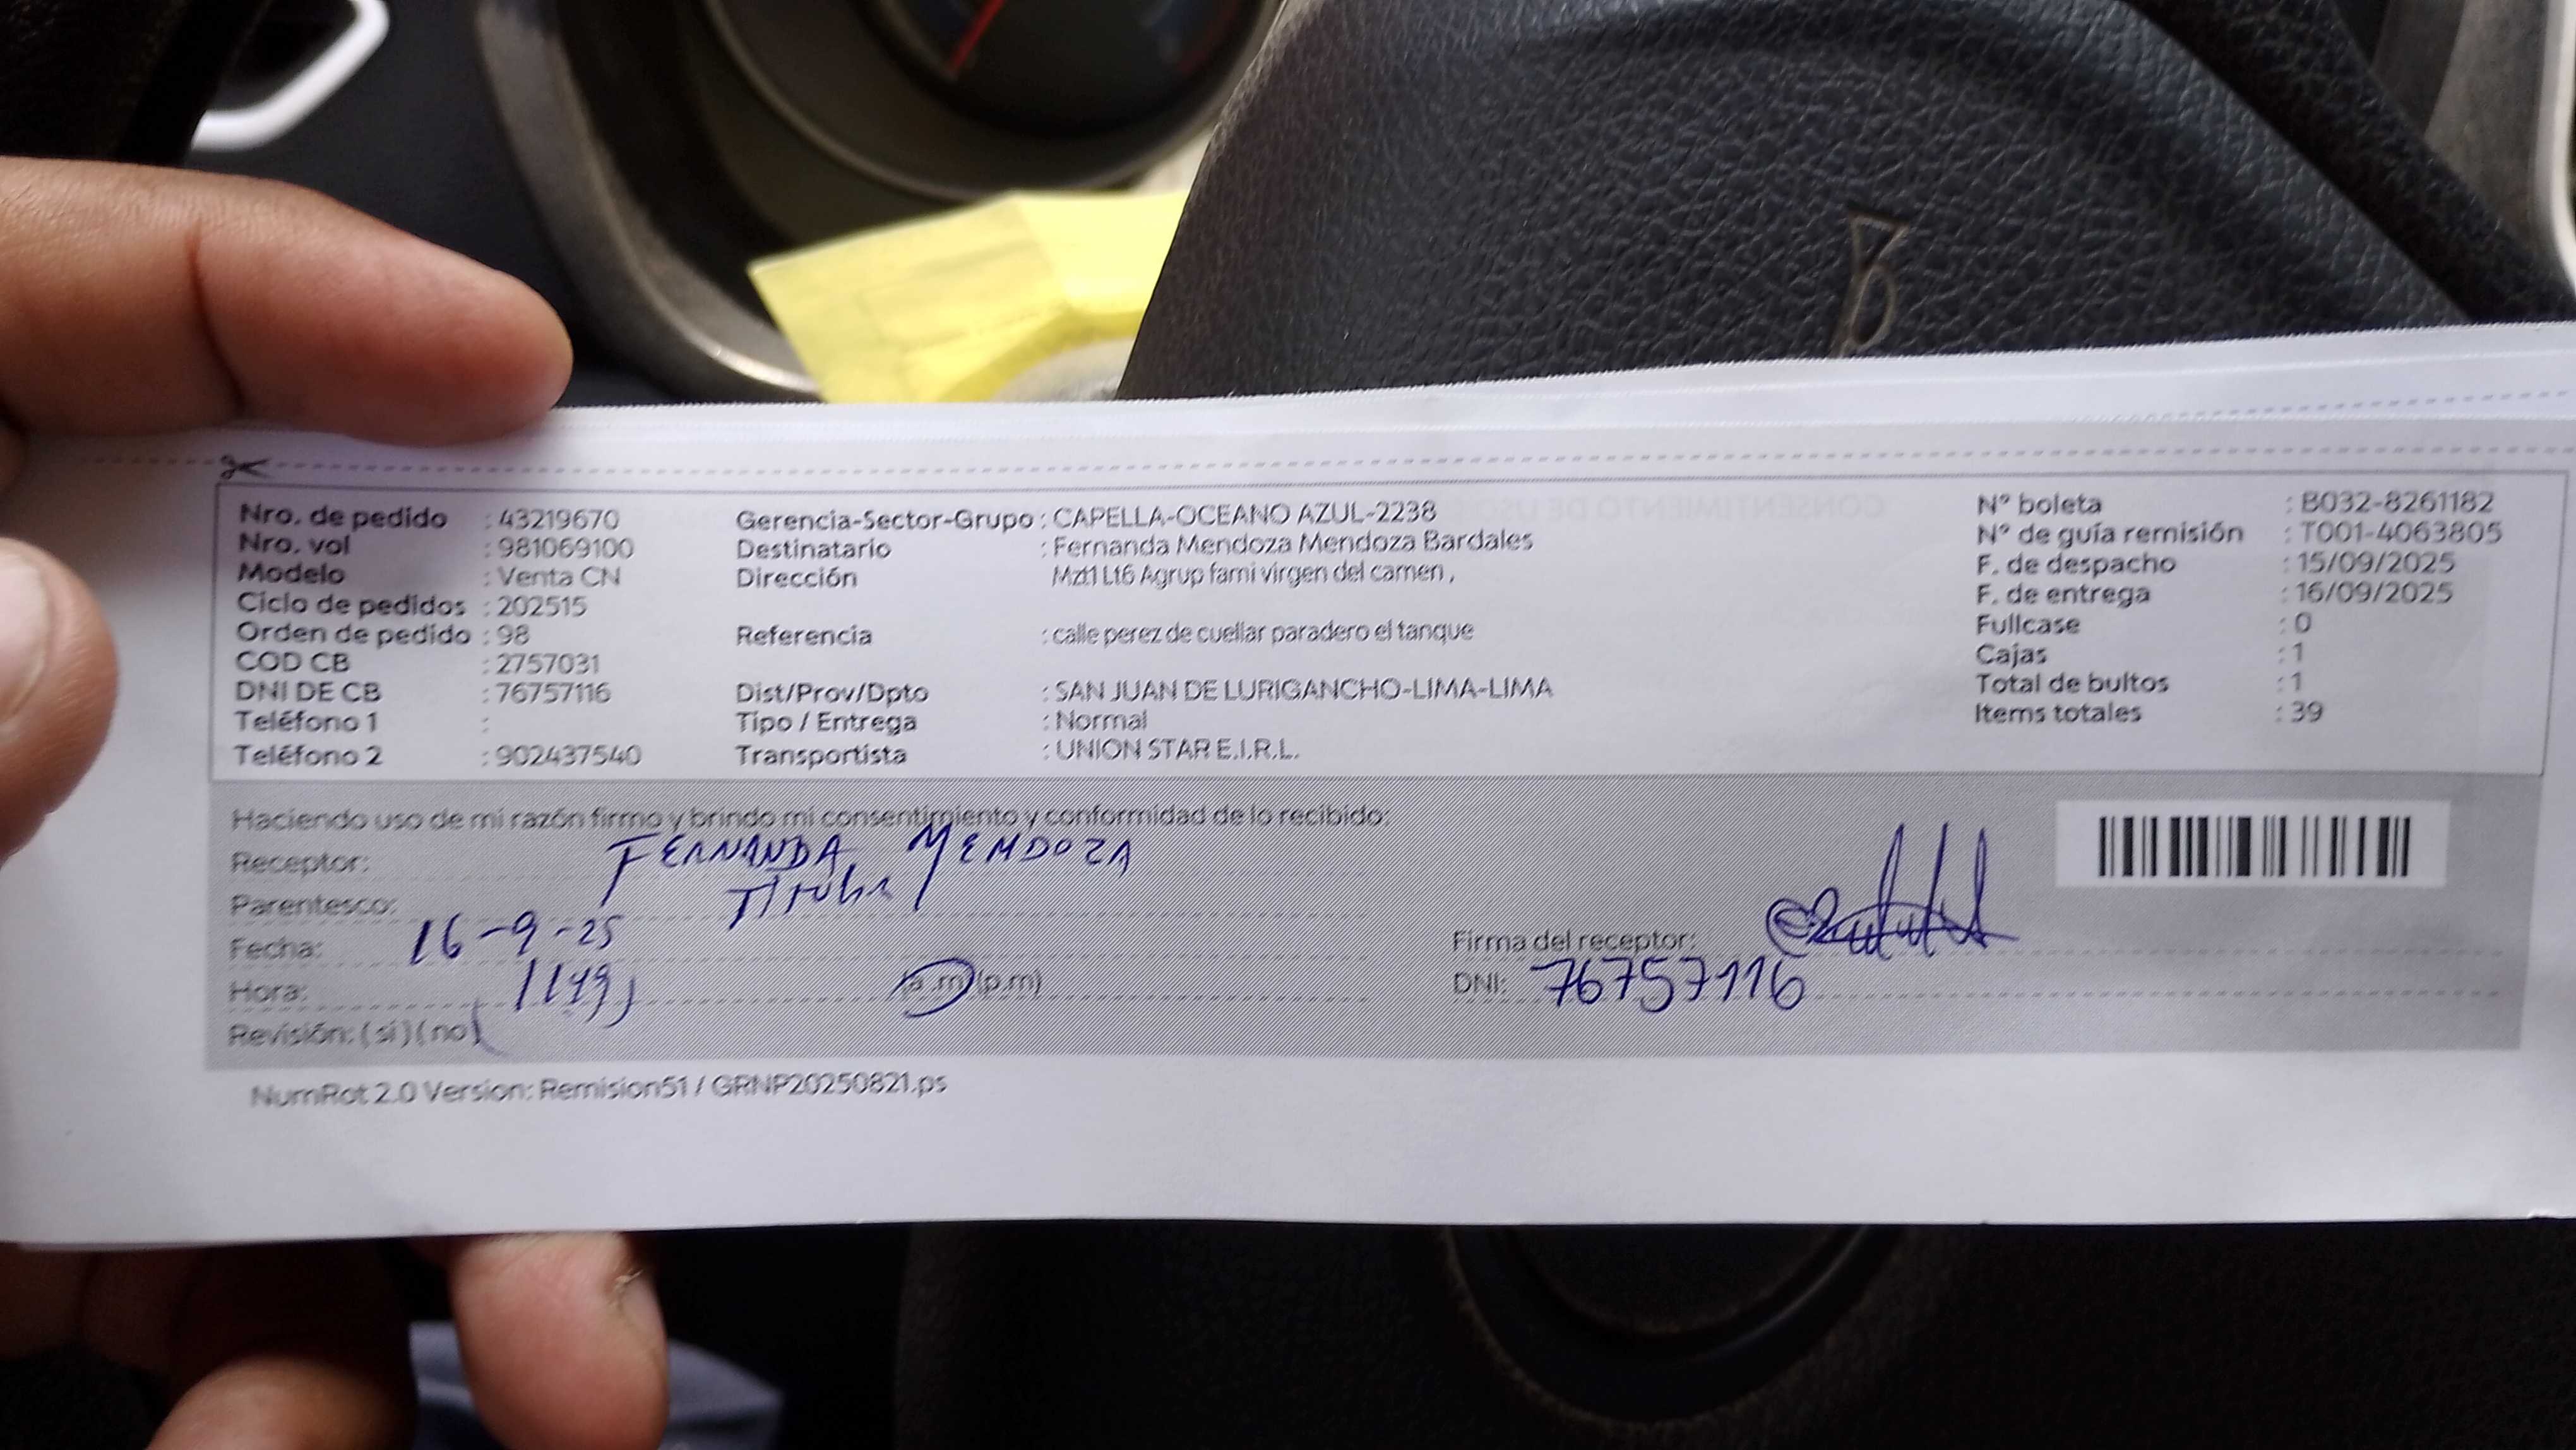 Nro. de pedido : 43219670 Gerencia-Sector-Grupo : CAPELLA-OCEANO AZUL-2238 N° boleta : B032-8261182
Nro. vol : 981069100 Destinatario : Fernanda Mendoza Mendoza Bardales N° de guía remisión : T001-4063805
Modelo : Venta CN Dirección Mzt1 Lt6 Agrup fami virgen del carmen , F. de despacho : 15/09/2025
Ciclo de pedidos : 202515 F. de entrega : 16/09/2025
Orden de pedido : 98 Referencia : calle perez de cuellar paradero el tanque Fullcase : 0
COD CB : 2757031 Cajas : 1
DNI DE CB : 76757116 Dist/Prov/Dpto : SAN JUAN DE LURIGANCHO-LIMA-LIMA Total de bultos : 1
Teléfono 1 : Tipo / Entrega : Normal Items totales : 39
Teléfono 2 : 902437540 Transportista : UNION STAR E.I.R.L.
Haciendo uso de mi razón firmo y brindo mi consentimiento y conformidad de lo recibido:
Receptor: FERNANDA MENDOZA
Parentesco: Titular
Fecha: 16-9-25 Firma del receptor:
Hora: 1149 (a.m) (p.m) DNI: 76757116
Revisión: (si) (no)
NumRot 2.0 Version: Remision51 / GRNP20250821.ps